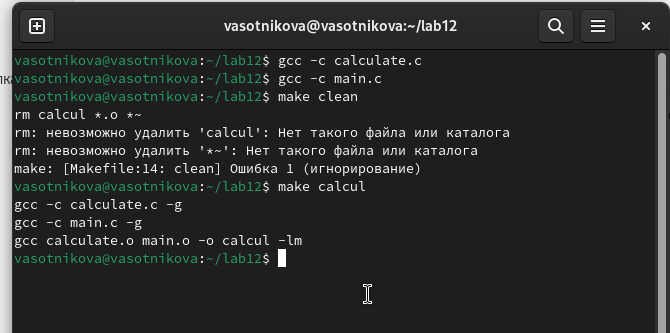 vasotnikova@vasotnikova:~/lab12
vasotnikova@vasotnikova:~/lab12$ gcc -c calculate.c
vasotnikova@vasotnikova:~/lab12$ gcc -c main.c
vasotnikova@vasotnikova:~/lab12$ make clean
rm calcul *.o *~
rm: невозможно удалить 'calcul': Нет такого файла или каталога
rm: невозможно удалить '*~': Нет такого файла или каталога
make: [Makefile:14: clean] Ошибка 1 (игнорирование)
vasotnikova@vasotnikova:~/lab12$ make calcul
gcc -c calculate.c -g
gcc -c main.c -g
gcc calculate.o main.o -o calcul -lm
vasotnikova@vasotnikova:~/lab12$